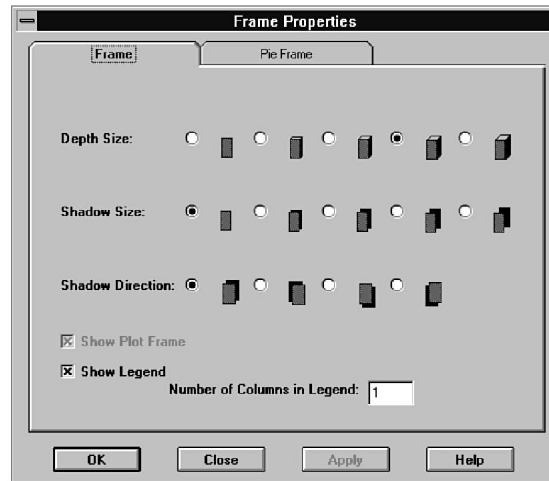 Frame Properties
Frame
Pie Frame
Depth Size:
Shadow Size:
Shadow Direction:
Show Plot Frame
Show Legend
Number of Columns in Legend: 1
OK Close Apply Help